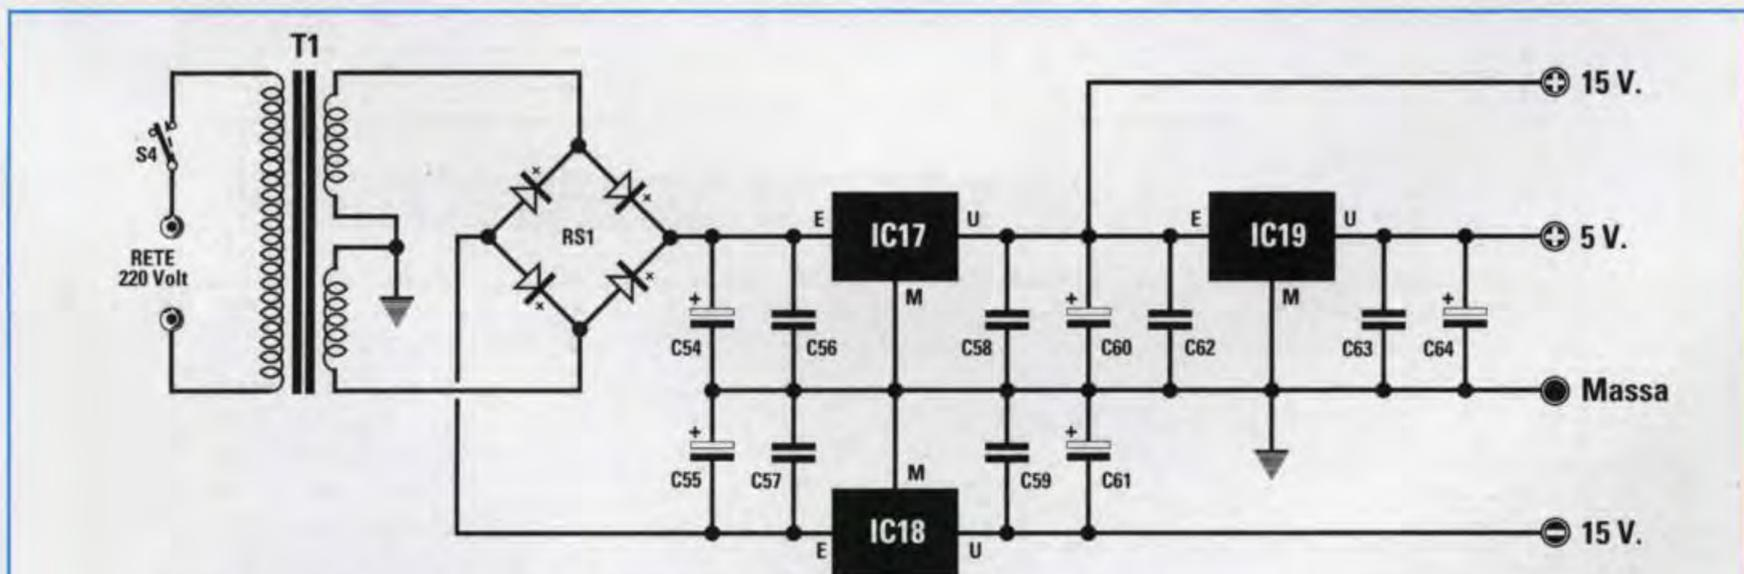 T1
15 V.
S4
E
IC17
U
E
IC19
U
5 V.
RS1
RETE
220 Volt
M
M
+
+
+
C54
C56
C58
C60
C62
C63
C64
Massa
+
+
C55
C57
M
C59
C61
IC18
E
U
15 V.